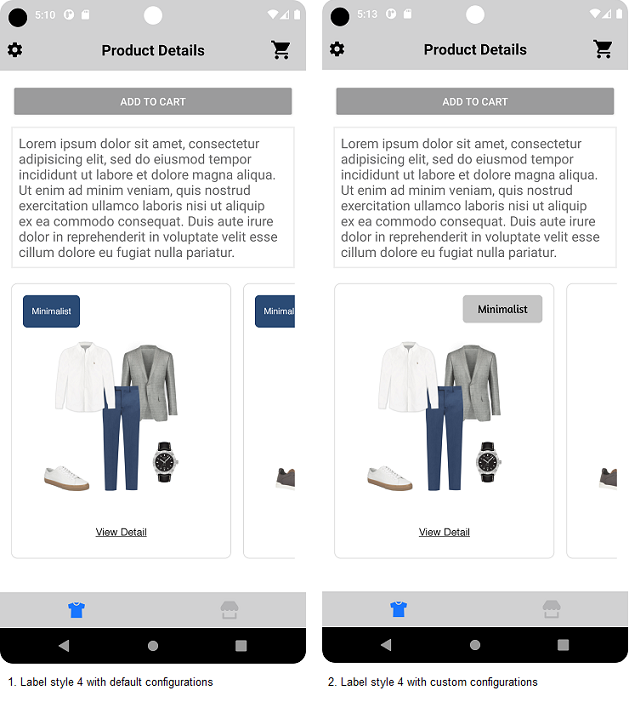 5:10
Product Details
ADD TO CART
Lorem ipsum dolor sit amet, consectetur
adipisicing elit, sed do eiusmod tempor
incididunt ut labore et dolore magna aliqua.
Ut enim ad minim veniam, quis nostrud
exercitation ullamco laboris nisi ut aliquip
ex ea commodo consequat. Duis aute irure
dolor in reprehenderit in voluptate velit esse
cillum dolore eu fugiat nulla pariatur.
Minimalist
Minimal
View Detail
1. Label style 4 with default configurations
5:13
Product Details
ADD TO CART
Lorem ipsum dolor sit amet, consectetur
adipisicing elit, sed do eiusmod tempor
incididunt ut labore et dolore magna aliqua.
Ut enim ad minim veniam, quis nostrud
exercitation ullamco laboris nisi ut aliquip
ex ea commodo consequat. Duis aute irure
dolor in reprehenderit in voluptate velit esse
cillum dolore eu fugiat nulla pariatur.
Minimalist
View Detail
2. Label style 4 with custom configurations